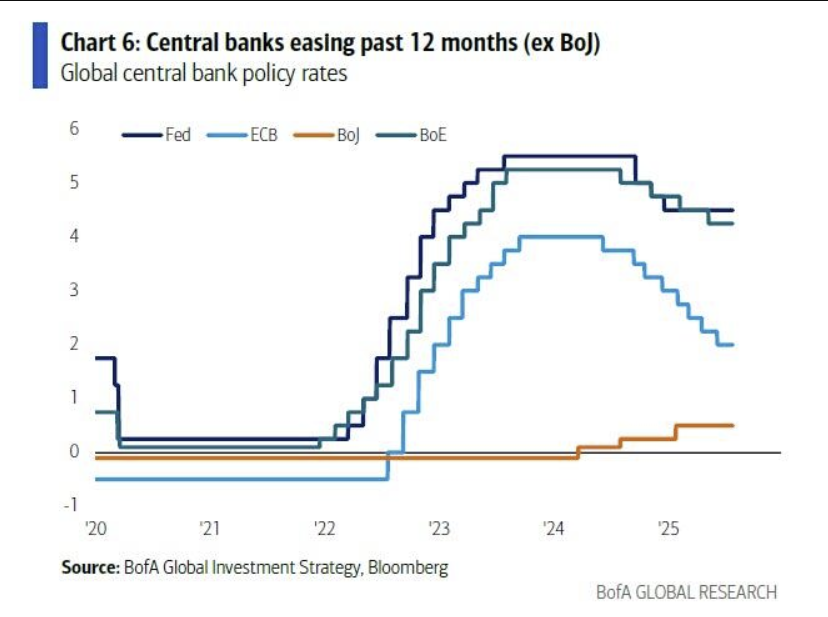 Chart 6: Central banks easing past 12 months (ex BoJ)
Global central bank policy rates
Fed ECB BoJ BoE
6
5
4
3
2
1
0
-1
'20 '21 '22 '23 '24 '25
Source: BofA Global Investment Strategy, Bloomberg
BofA GLOBAL RESEARCH